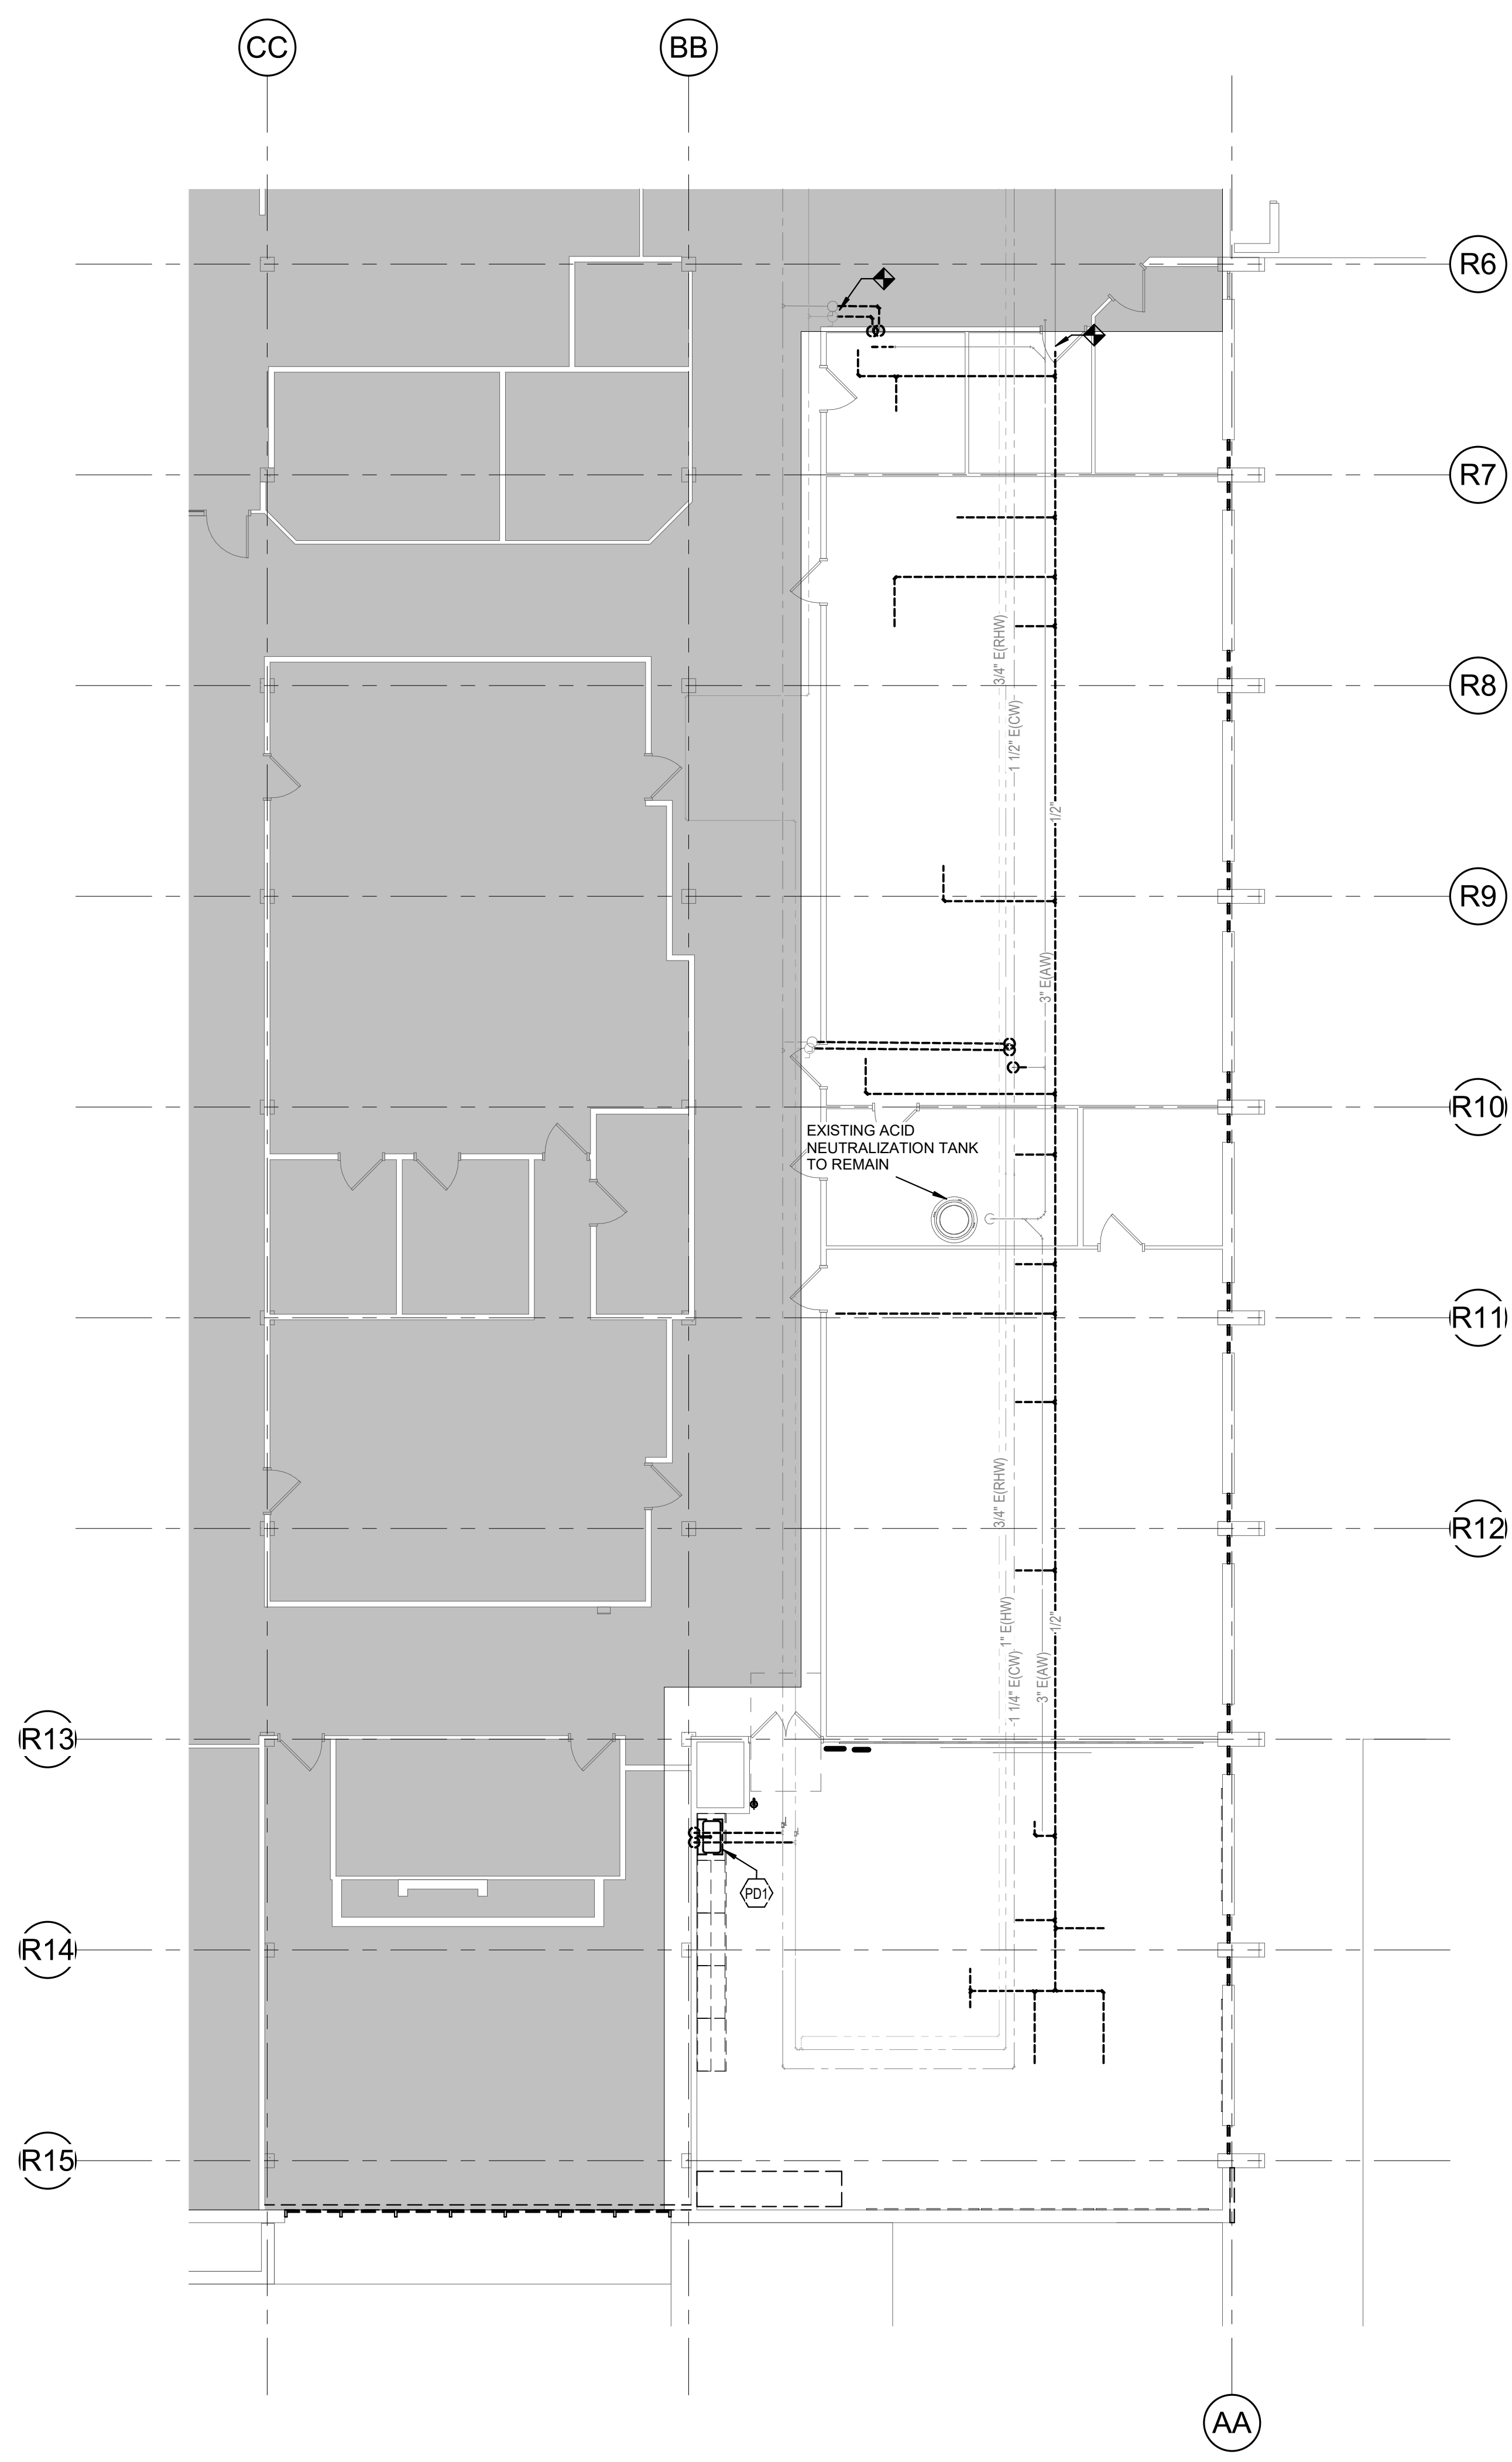 CC
BB
R6
R7
3/4" E(RHW)
R8
1 1/2" E(CW)
1/2"
R9
3" E(AW)
R10
EXISTING ACID
NEUTRALIZATION TANK
TO REMAIN
R11
R12
3/4" E(RHW)
1" E(HW)
1/2"
1 1/4" E(CW)
3" E(AW)
R13
PD1
R14
R15
AA